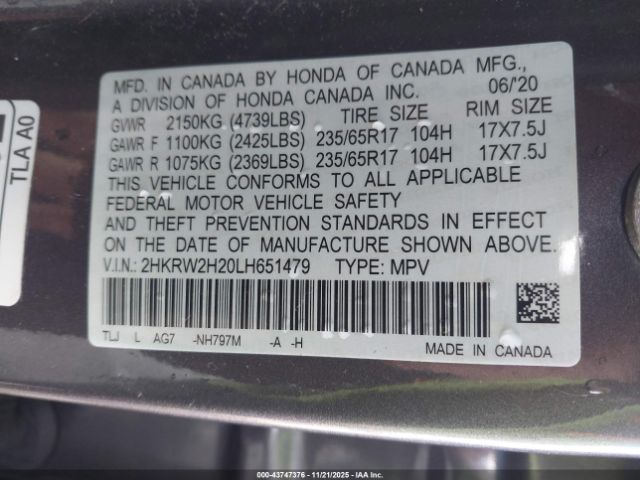 MFD. IN CANADA BY HONDA OF CANADA MFG.,
A DIVISION OF HONDA CANADA INC. 06/'20
GVWR 2150KG (4739LBS) TIRE SIZE RIM SIZE
GAWR F 1100KG (2425LBS) 235/65R17 104H 17X7.5J
GAWR R 1075KG (2369LBS) 235/65R17 104H 17X7.5J
THIS VEHICLE CONFORMS TO ALL APPLICABLE
FEDERAL MOTOR VEHICLE SAFETY
AND THEFT PREVENTION STANDARDS IN EFFECT
ON THE DATE OF MANUFACTURE SHOWN ABOVE.
V.I.N.: 2HKRW2H20LH651479 TYPE: MPV
TLJ L AG7 -NH797M -A -H
MADE IN CANADA
TLA A0
000-43747376 - 11/21/2025 - IAA Inc.